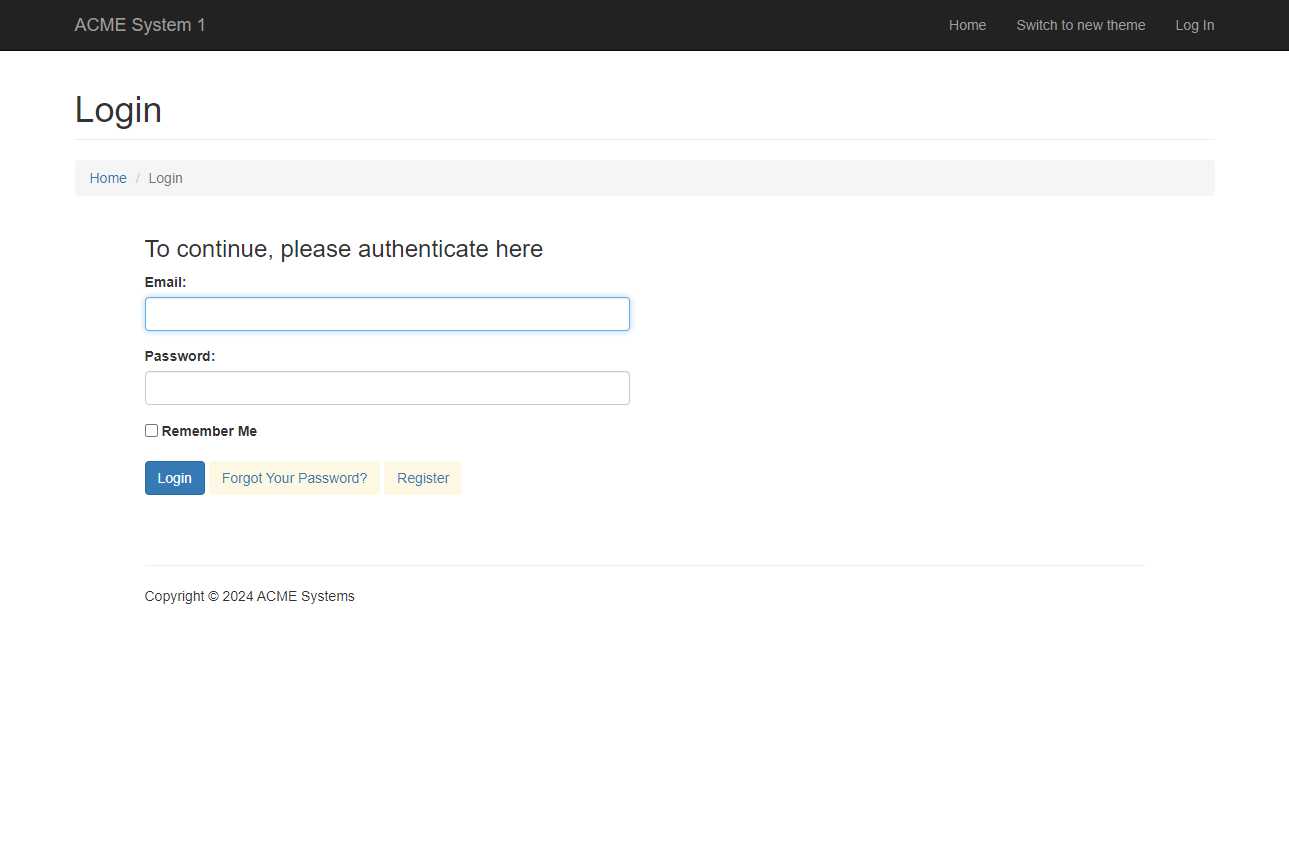 ACME System 1 Home Switch to new theme Log In
Login
Home / Login
To continue, please authenticate here
Email:
Password:
Remember Me
Login Forgot Your Password? Register
Copyright © 2024 ACME Systems